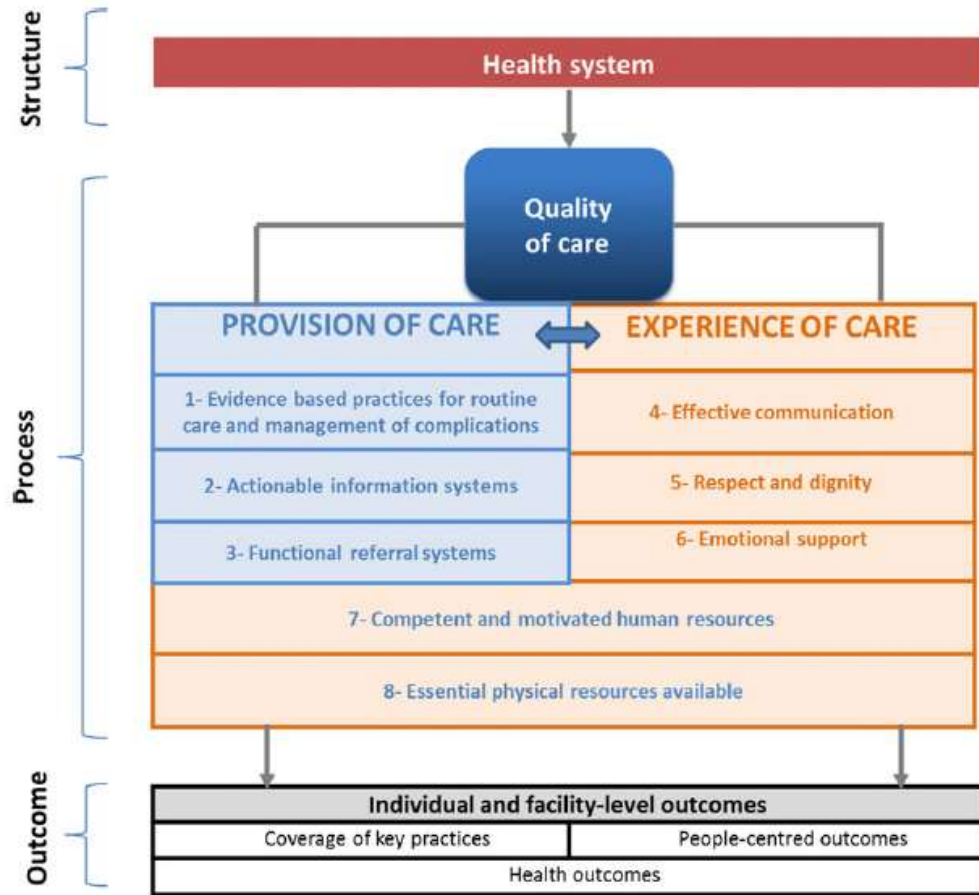 Structure
Health system
Process
Quality
of care
PROVISION OF CARE
EXPERIENCE OF CARE
1- Evidence based practices for routine
care and management of complications
4- Effective communication
2- Actionable information systems
5- Respect and dignity
3- Functional referral systems
6- Emotional support
7- Competent and motivated human resources
8- Essential physical resources available
Outcome
Individual and facility-level outcomes
Coverage of key practices
People-centred outcomes
Health outcomes